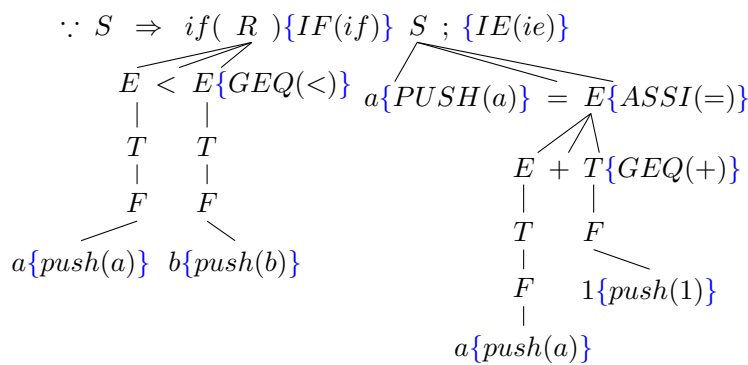 ∵ S ⇒ if( R ){IF(if)} S ; {IE(ie)}
E < E{GEQ(<)} a{PUSH(a)} = E{ASSI(=)}
T T E + T{GEQ(+)}
F F T F
a{push(a)} b{push(b)} F 1{push(1)}
a{push(a)}